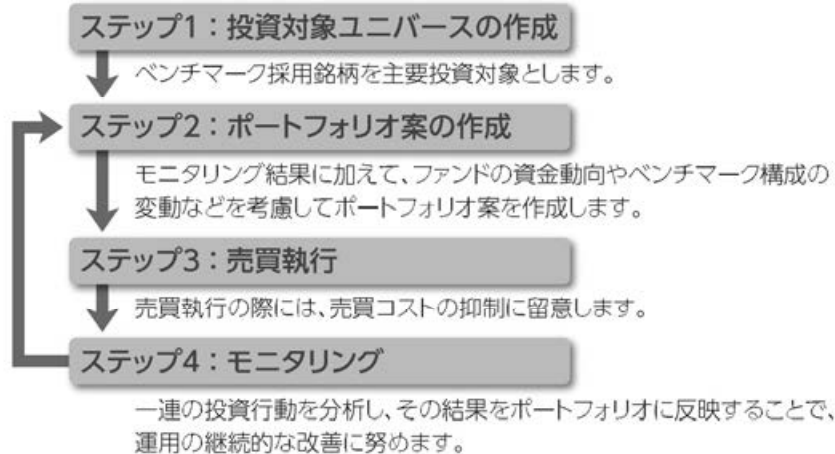 ステップ1：投資対象ユニバースの作成
ベンチマーク採用銘柄を主要投資対象とします。
ステップ2：ポートフォリオ案の作成
モニタリング結果に加えて、ファンドの資金動向やベンチマーク構成の
変動などを考慮してポートフォリオ案を作成します。
ステップ3：売買執行
売買執行の際には、売買コストの抑制に留意します。
ステップ4：モニタリング
一連の投資行動を分析し、その結果をポートフォリオに反映することで、
運用の継続的な改善に努めます。